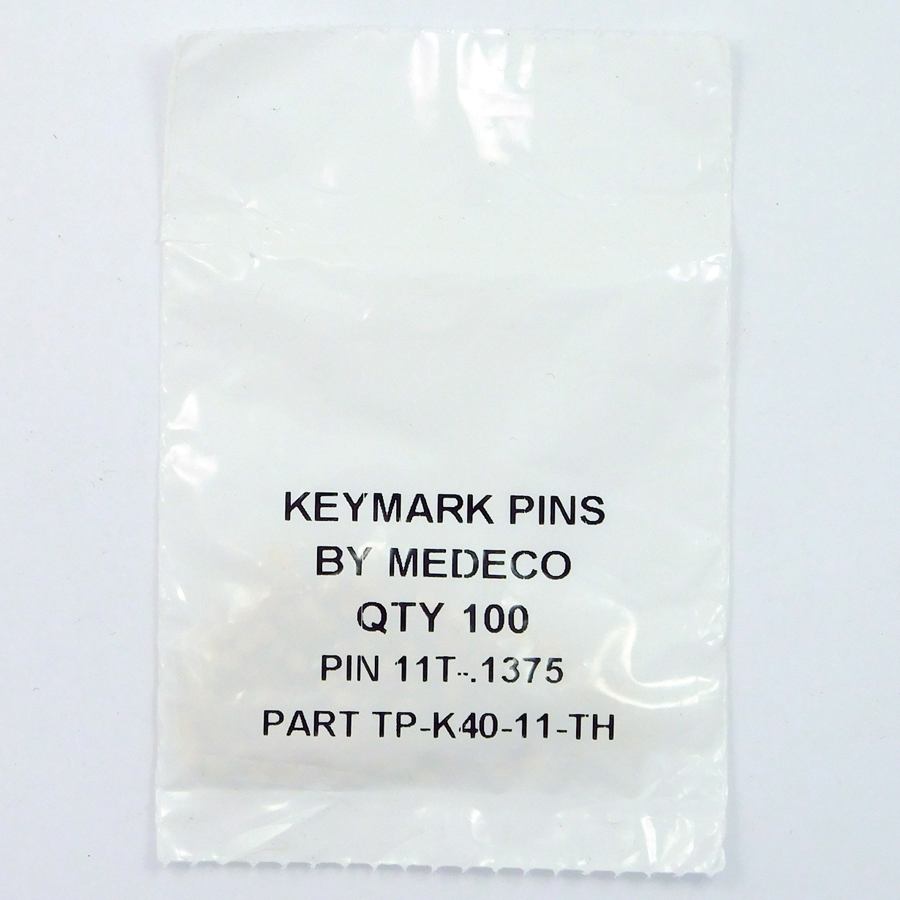 KEYMARK PINS
BY MEDECO
QTY 100
PIN 11T-.1375
PART TP-K40-11-TH